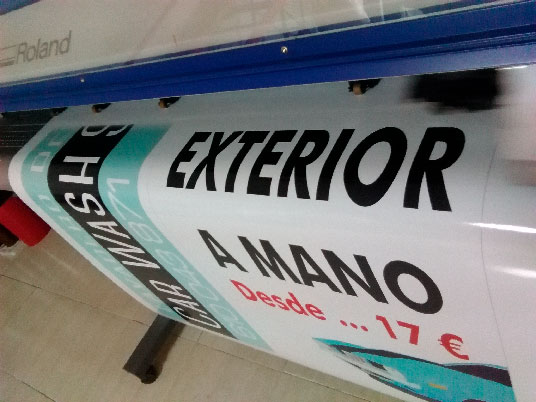 Roland
EXTERIOR
A MANO
Desde ... 17 €
CAR WASH